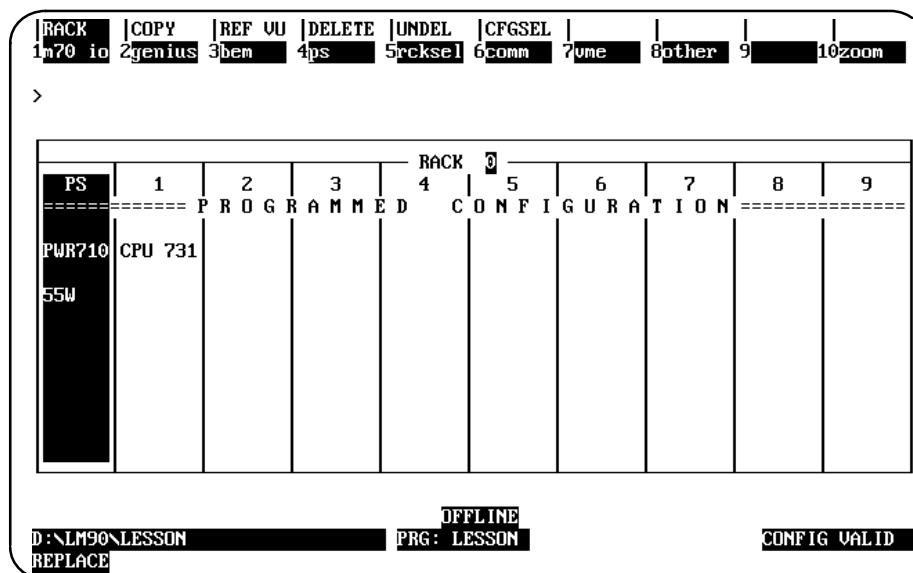 |RACK |COPY |REF VU |DELETE |UNDEL |CFGSEL | | | |
1m70 io 2genius 3bem 4ps 5rcksel 6comm 7vme 8other 9 10zoom
>
RACK 0
PS 1 2 3 4 5 6 7 8 9
====== ======= P R O G R A M M E D C O N F I G U R A T I O N ===============
PWR710 CPU 731
55W
OFFLINE
D:\LM90\LESSON PRG: LESSON CONFIG VALID
REPLACE